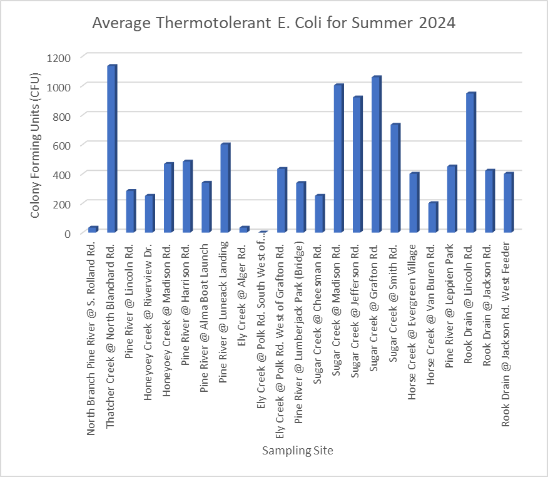 Average Thermotolerant E. Coli for Summer 2024
Colony Forming Units (CFU)
1200
1000
800
600
400
200
0
North Branch Pine River @ S. Rolland Rd.
Thatcher Creek @ North Blanchard Rd.
Pine River @ Lincoln Rd.
Honeyoey Creek @ Riverview Dr.
Honeyoey Creek @ Madison Rd.
Pine River @ Harrison Rd.
Pine River @ Alma Boat Launch
Pine River @ Luneack Landing
Ely Creek @ Alger Rd.
Ely Creek @ Polk Rd. South West of...
Ely Creek @ Polk Rd. West of Grafton Rd.
Pine River @ Lumberjack Park (Bridge)
Sugar Creek @ Cheesman Rd.
Sugar Creek @ Madison Rd.
Sugar Creek @ Jefferson Rd.
Sugar Creek @ Grafton Rd.
Sugar Creek @ Smith Rd.
Horse Creek @ Evergreen Village
Horse Creek @ Van Buren Rd.
Pine River @ Leppien Park
Rook Drain @ Lincoln Rd.
Rook Drain @ Jackson Rd.
Rook Drain @ Jackson Rd. West Feeder
Sampling Site